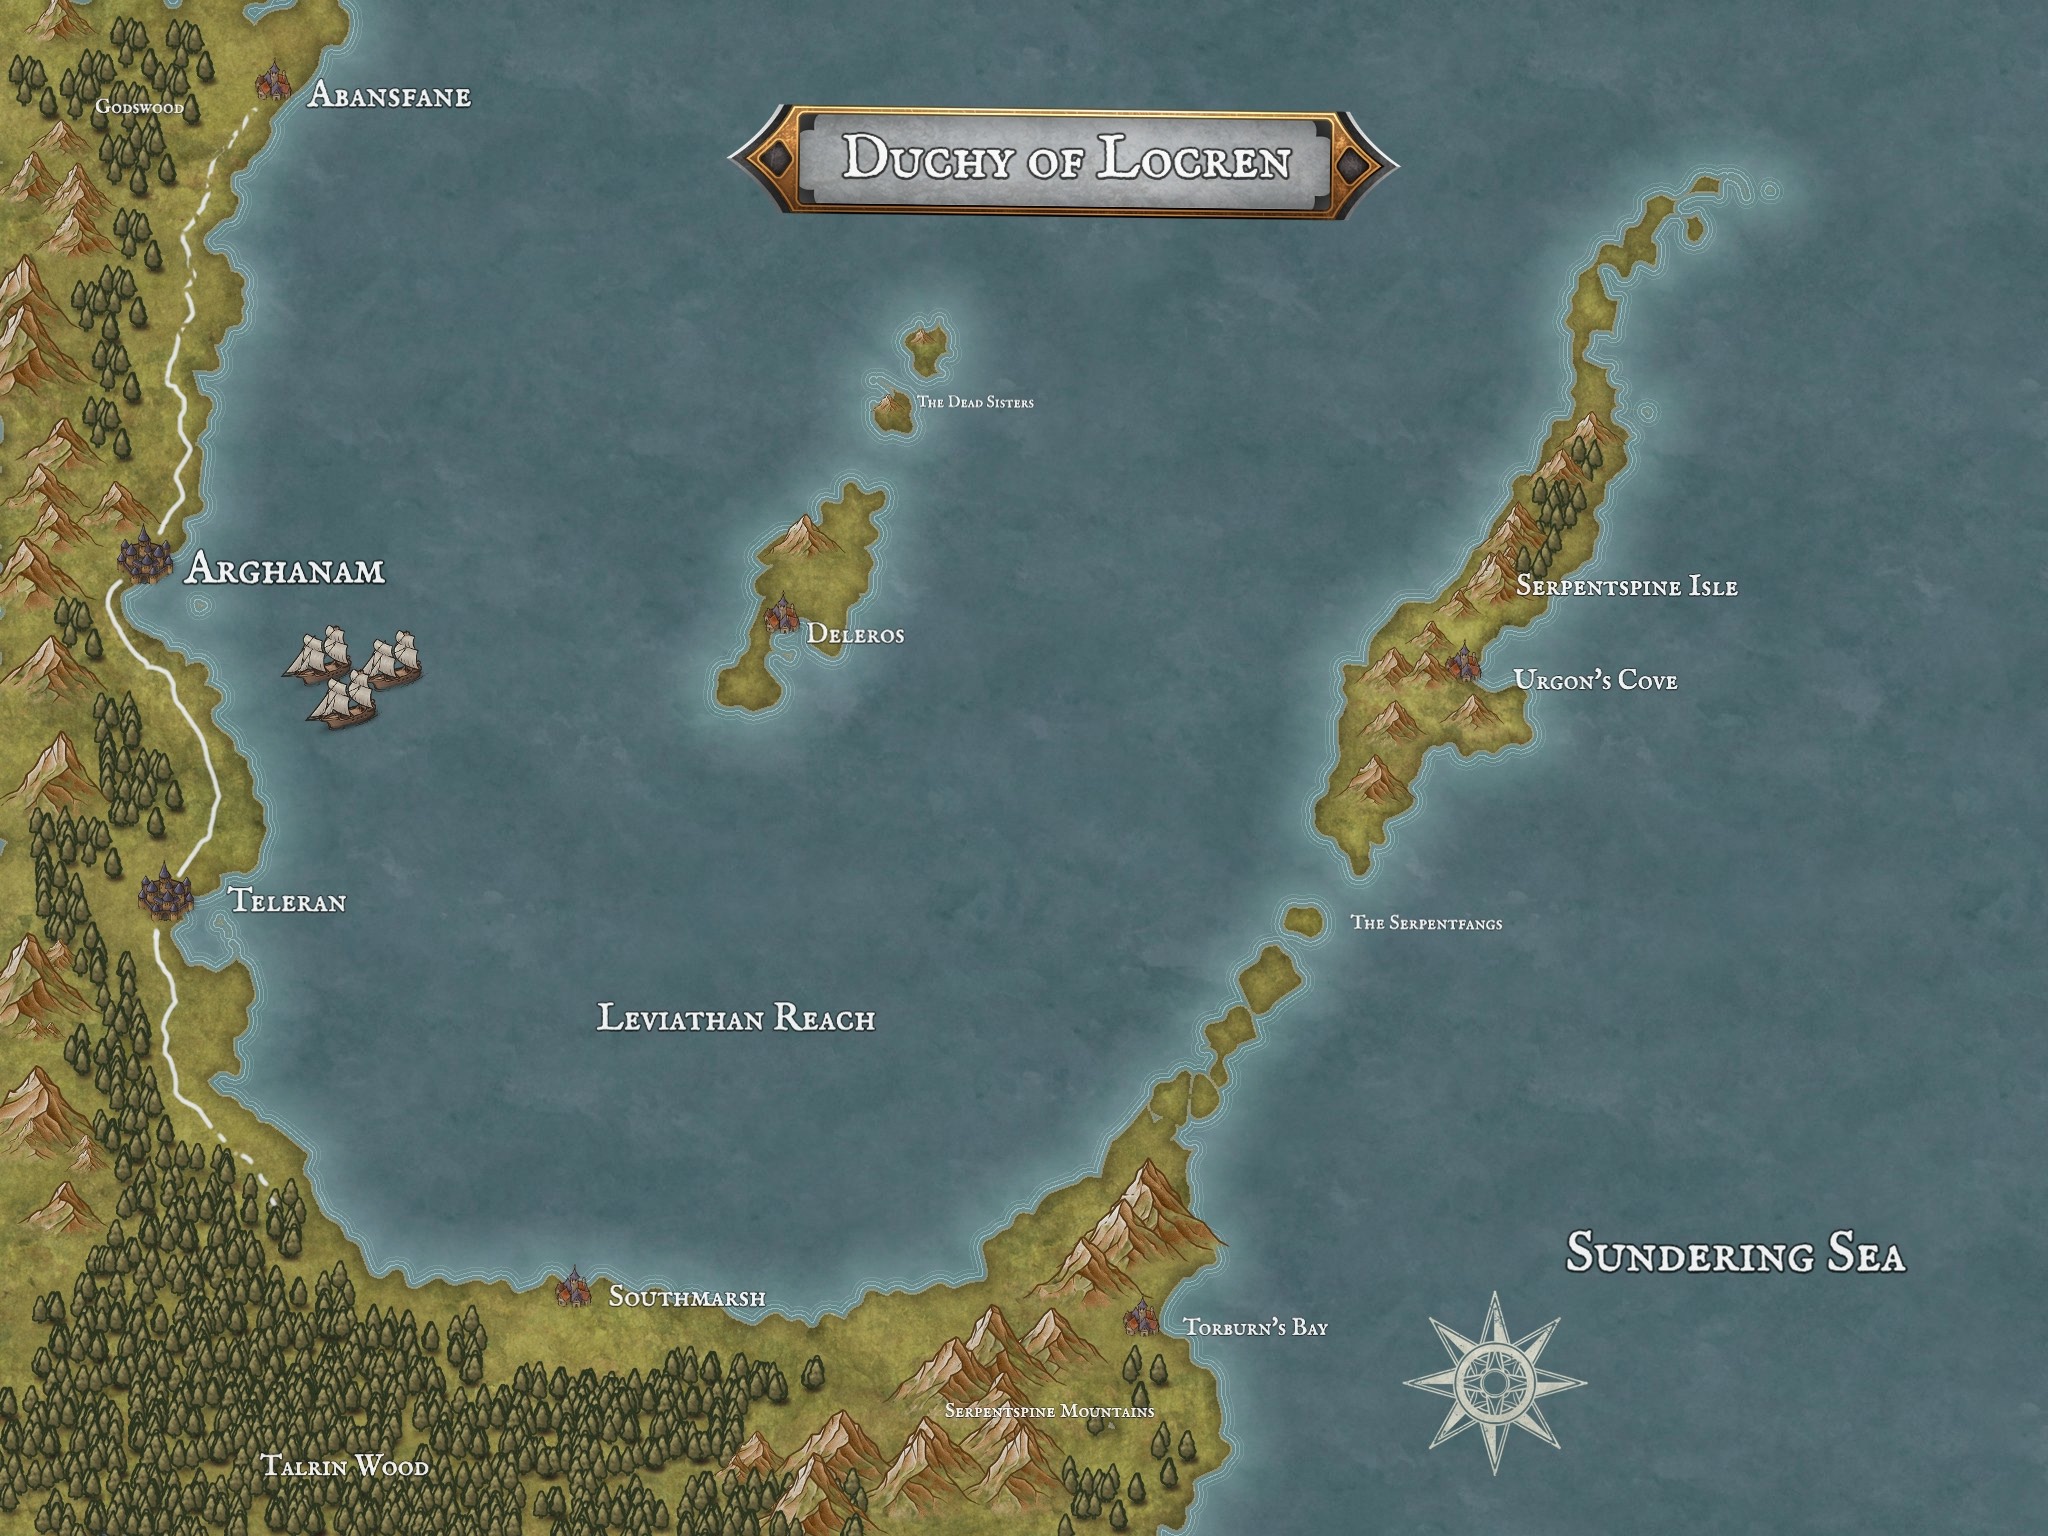 Abansfane
Godswood
Duchy of Locren
The Dead Sisters
Arghanam
Serpentspine Isle
Deleros
Urgon's Cove
Teleran
The Serpentfangs
Leviathan Reach
Sundering Sea
Southmarsh
Torburn's Bay
Serpentspine Mountains
Talrin Wood